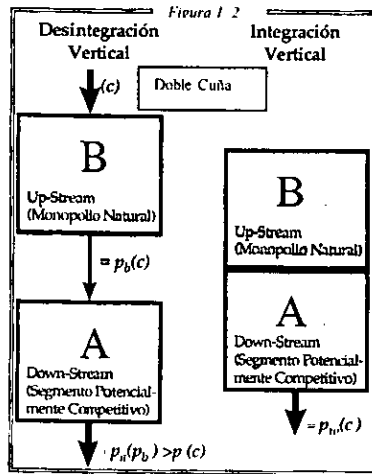 Figura 1 2
Desintegración
Vertical
Integración
Vertical
(c)
Doble Cuña
B
Up-Stream
(Monopolio Natural)
= p_b(c)
A
Down-Stream
(Segmento Potencial-
mente Competitivo)
p_a(p_b) > p(c)
B
Up-Stream
(Monopolio Natural)
A
Down-Stream
(Segmento Potencial-
mente Competitivo)